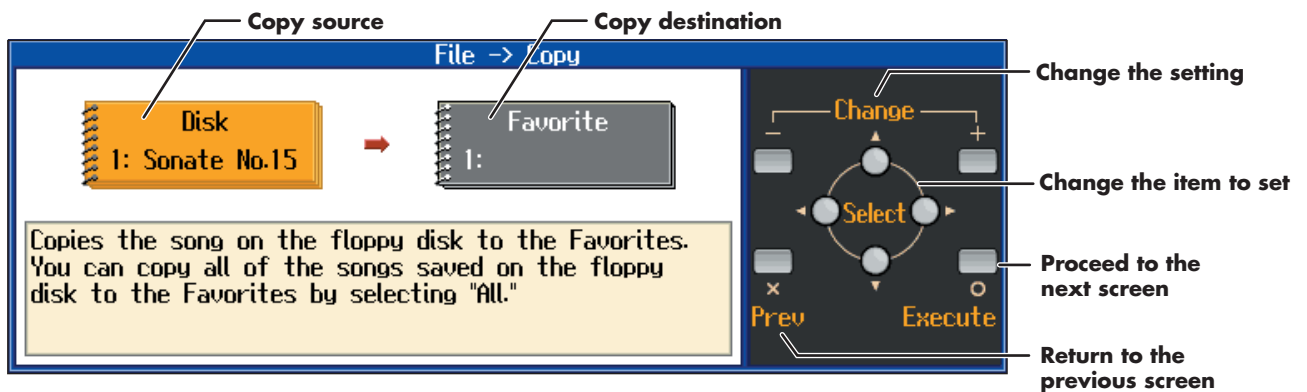 Copy source
Copy destination
File -> Copy
Disk
1: Sonate No.15
Favorite
1:
Copies the song on the floppy disk to the Favorites.
You can copy all of the songs saved on the floppy
disk to the Favorites by selecting "All."
Change
− +
Select
× ○
Prev Execute
Change the setting
Change the item to set
Proceed to the
next screen
Return to the
previous screen